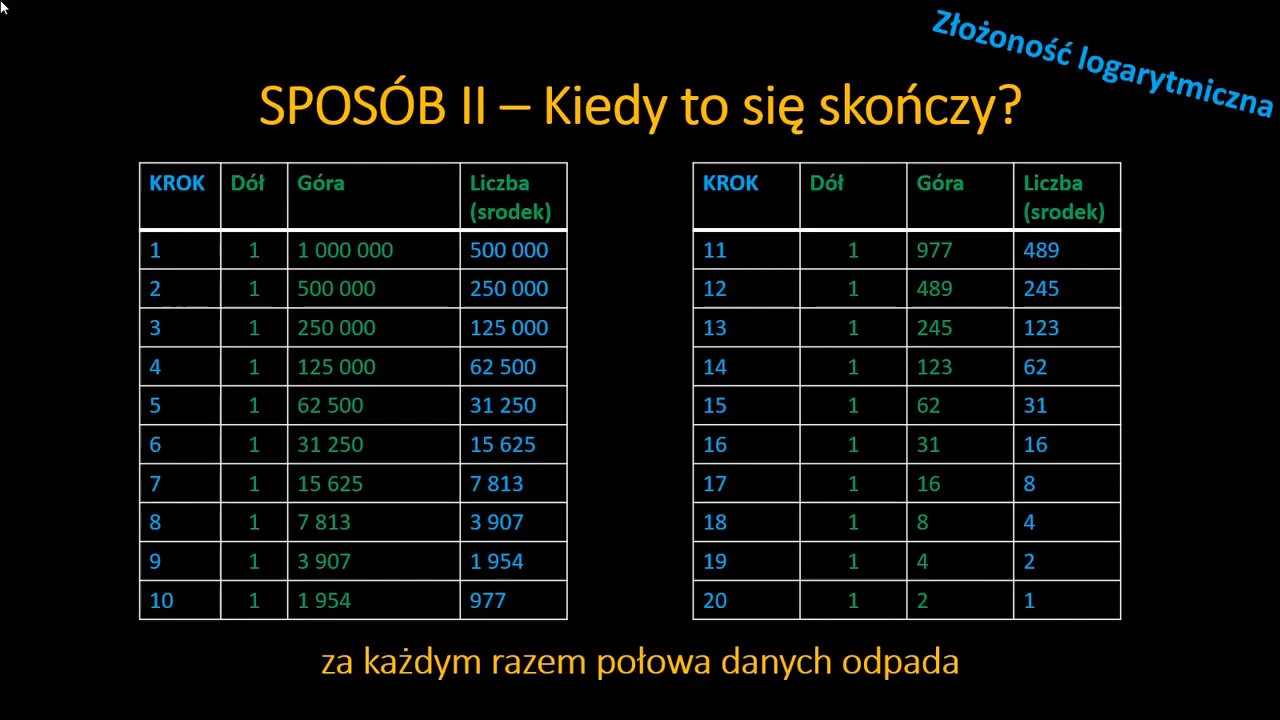 Złożoność logarytmiczna
SPOSÓB II – Kiedy to się skończy?
KROK Dół Góra Liczba (srodek)
1 1 1 000 000 500 000
2 1 500 000 250 000
3 1 250 000 125 000
4 1 125 000 62 500
5 1 62 500 31 250
6 1 31 250 15 625
7 1 15 625 7 813
8 1 7 813 3 907
9 1 3 907 1 954
10 1 1 954 977
KROK Dół Góra Liczba (srodek)
11 1 977 489
12 1 489 245
13 1 245 123
14 1 123 62
15 1 62 31
16 1 31 16
17 1 16 8
18 1 8 4
19 1 4 2
20 1 2 1
za każdym razem połowa danych odpada